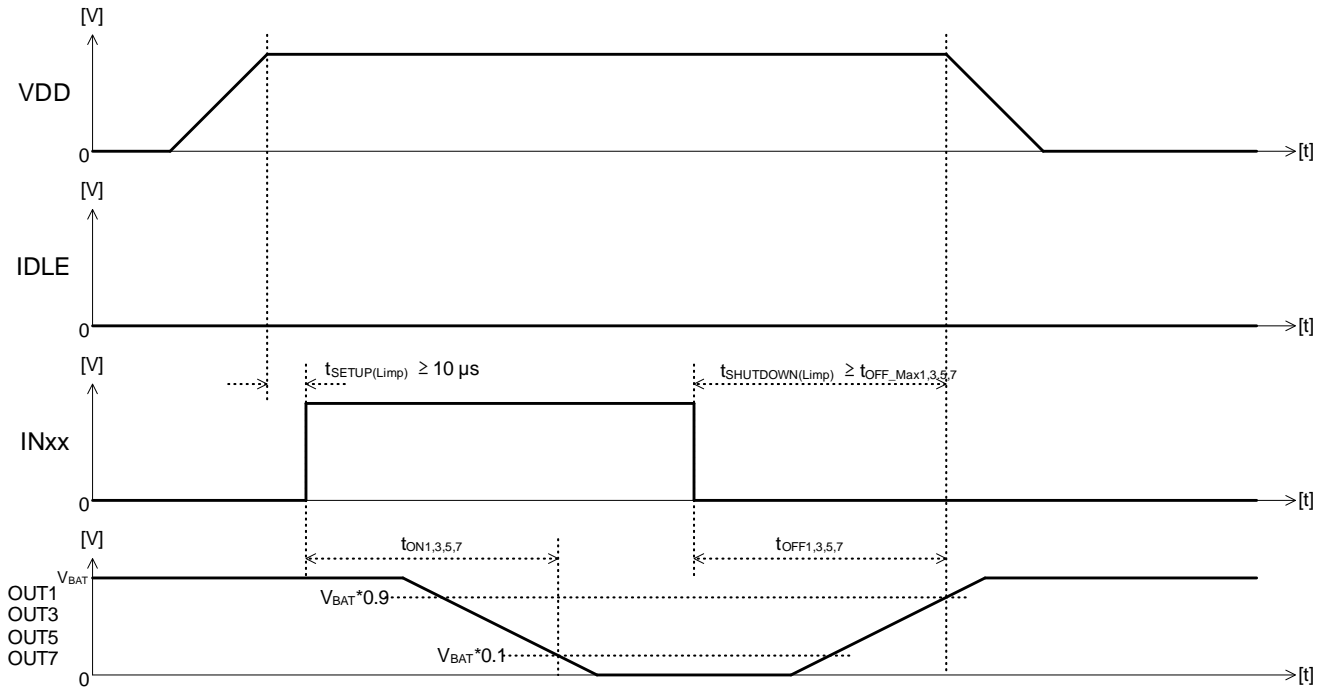 [V]
VDD
0
[t]
[V]
IDLE
0
[t]
[V]
tSETUP(Limp) ≥ 10 µs
tSHUTDOWN(Limp) ≥ tOFF_Max1,3,5,7
INxx
0
[t]
[V]
tON1,3,5,7
tOFF1,3,5,7
VBAT
OUT1
OUT3
OUT5
OUT7
VBAT*0.9
VBAT*0.1
0
[t]